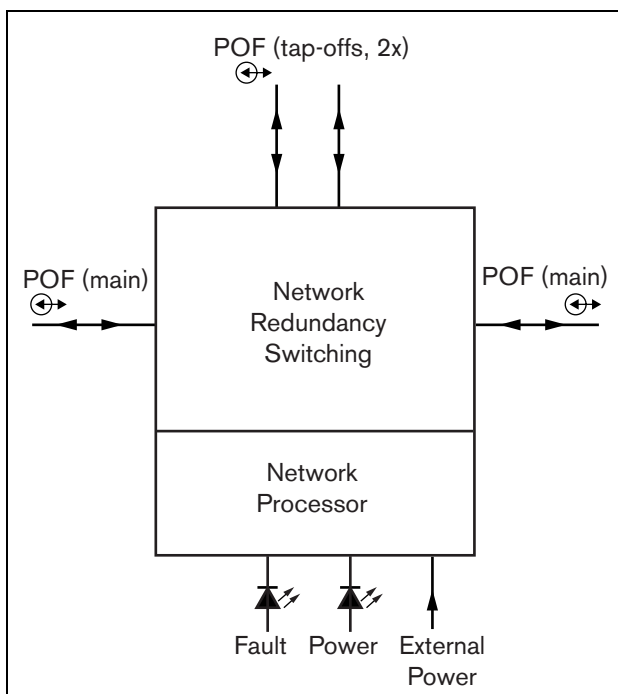 POF (tap-offs, 2x)
POF (main)
POF (main)
Network
Redundancy
Switching
Network
Processor
Fault
Power
External
Power